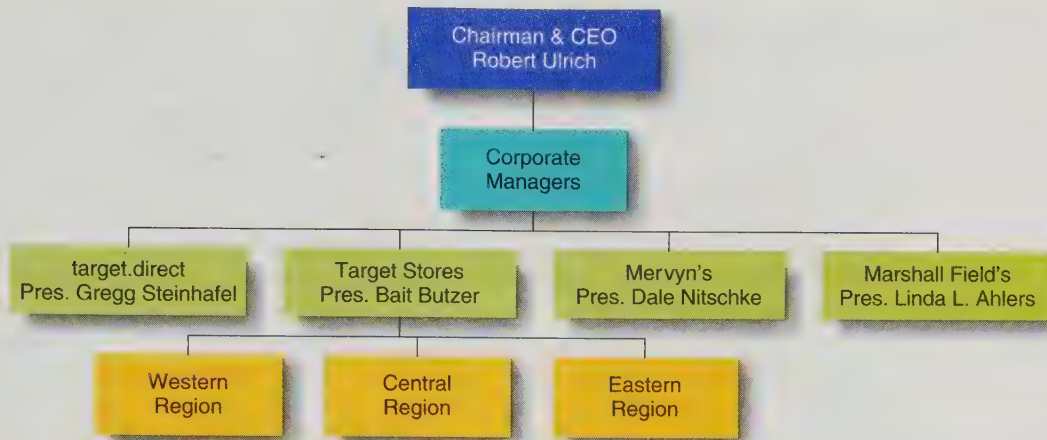 Chairman & CEO
Robert Ulrich
Corporate
Managers
target.direct
Pres. Gregg Steinhafel
Target Stores
Pres. Bait Butzer
Mervyn's
Pres. Dale Nitschke
Marshall Field's
Pres. Linda L. Ahlers
Western
Region
Central
Region
Eastern
Region